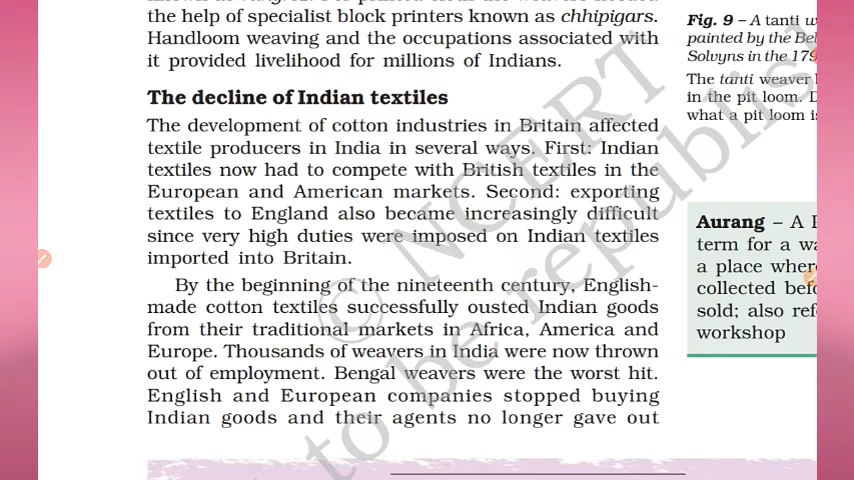 the help of specialist block printers known as chhipigars.
Handloom weaving and the occupations associated with
it provided livelihood for millions of Indians.
The decline of Indian textiles
The development of cotton industries in Britain affected
textile producers in India in several ways. First: Indian
textiles now had to compete with British textiles in the
European and American markets. Second: exporting
textiles to England also became increasingly difficult
since very high duties were imposed on Indian textiles
imported into Britain.
By the beginning of the nineteenth century, English-
made cotton textiles successfully ousted Indian goods
from their traditional markets in Africa, America and
Europe. Thousands of weavers in India were now thrown
out of employment. Bengal weavers were the worst hit.
English and European companies stopped buying
Indian goods and their agents no longer gave out
Fig. 9 – A tanti
painted by the
Solvyns in the
The tanti weaver
in the pit loom.
what a pit loom
Aurang – A
term for a
a place
collected
sold; also
workshop
© NCERT
to be republish